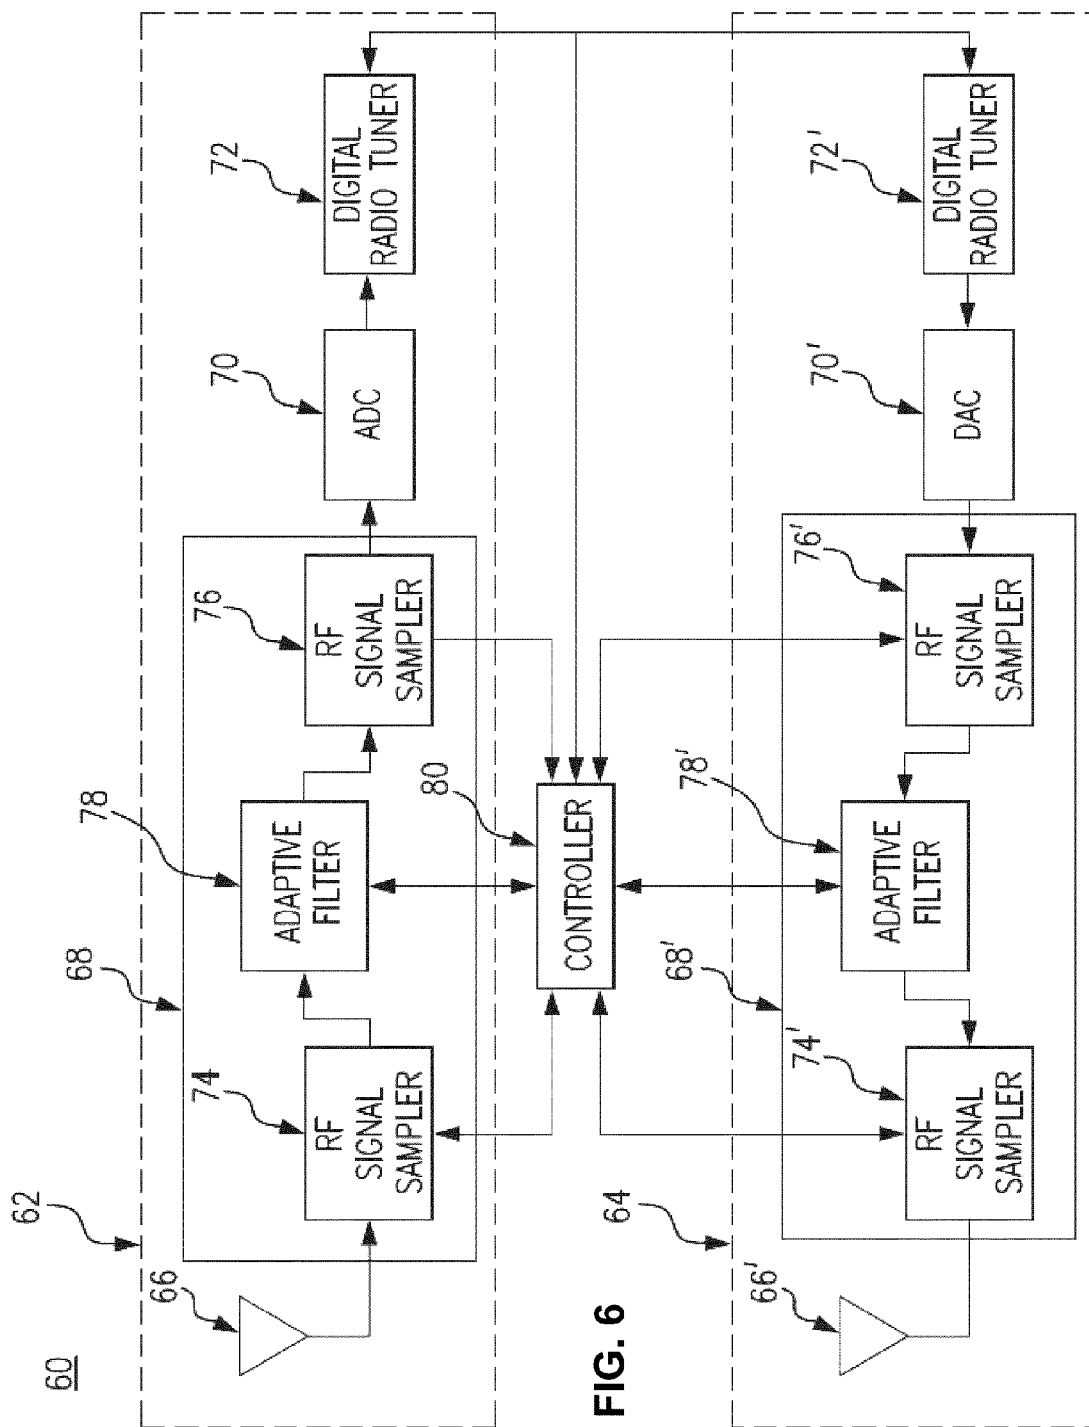 60
62
66
68
74
RF
SIGNAL
SAMPLER
78
ADAPTIVE
FILTER
76
RF
SIGNAL
SAMPLER
70
ADC
72
DIGITAL
RADIO TUNER
80
CONTROLLER
64
66'
68'
74'
RF
SIGNAL
SAMPLER
78'
ADAPTIVE
FILTER
76'
RF
SIGNAL
SAMPLER
70'
DAC
72'
DIGITAL
RADIO TUNER
FIG. 6